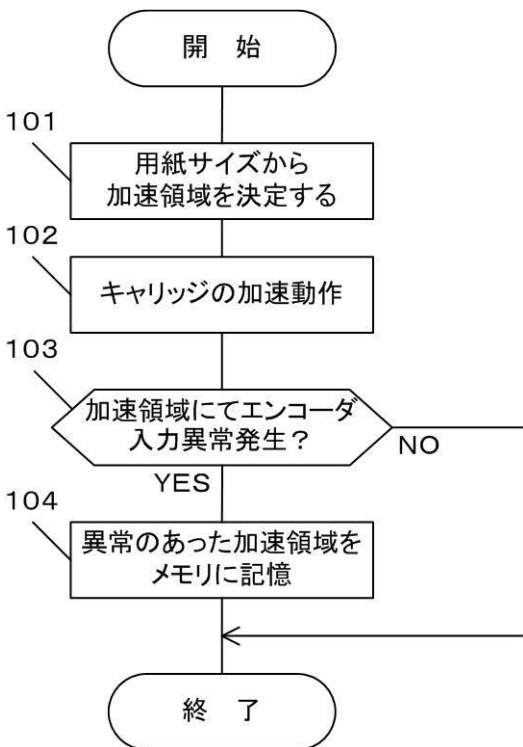 開　始
101
用紙サイズから
加速領域を決定する
102
キャリッジの加速動作
103
加速領域にてエンコーダ
入力異常発生？
NO
YES
104
異常のあった加速領域を
メモリに記憶
終　了